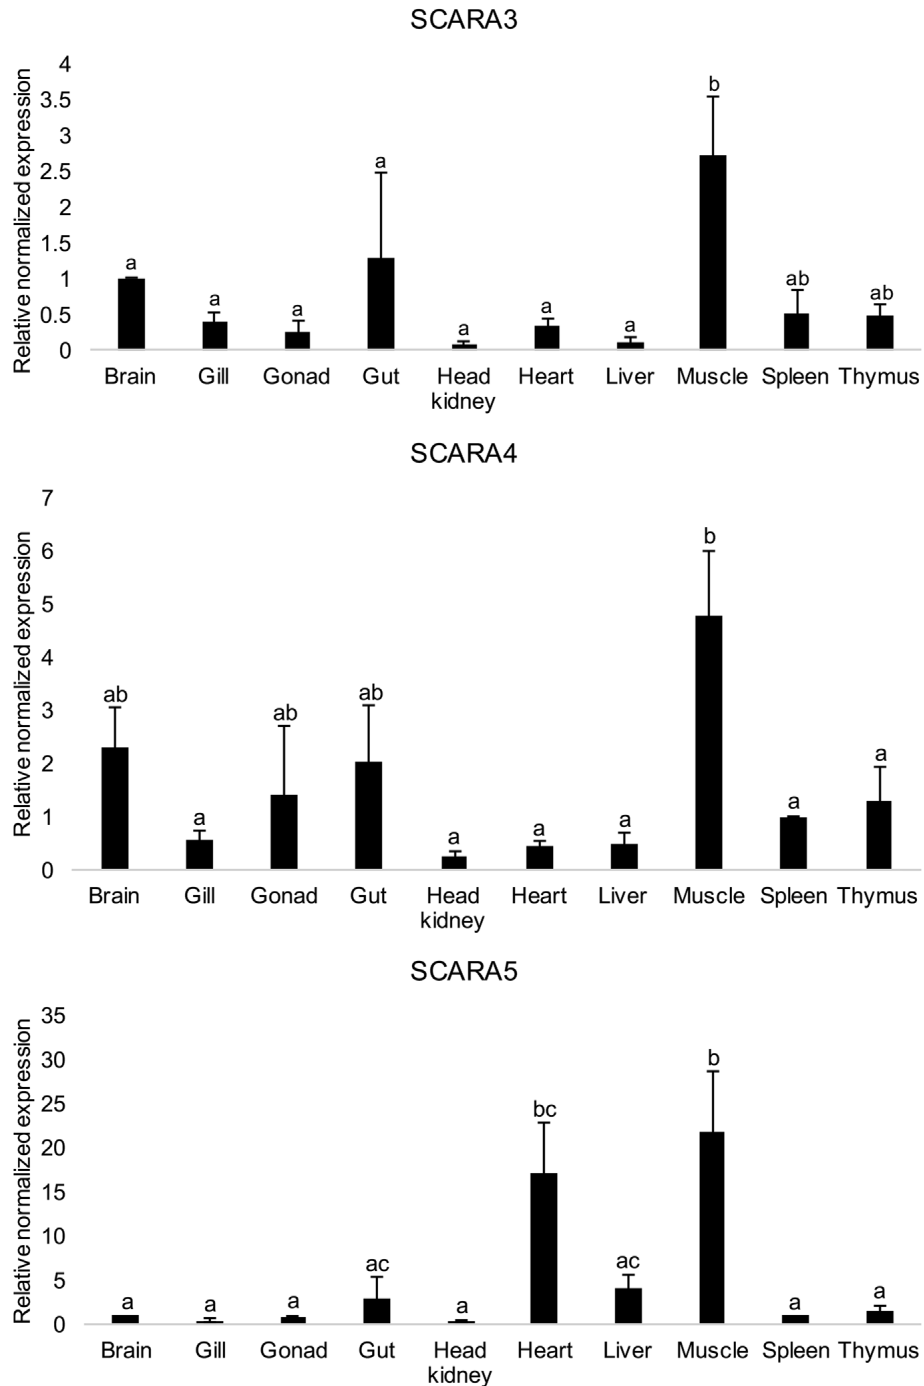 SCARA3
Relative normalized expression
4
3.5
3
2.5
2
1.5
1
0.5
0
a
a
a
a
a
a
a
b
ab
ab
Brain Gill Gonad Gut Head kidney Heart Liver Muscle Spleen Thymus
SCARA4
Relative normalized expression
7
6
5
4
3
2
1
0
ab
a
ab
ab
a
a
a
b
a
a
Brain Gill Gonad Gut Head kidney Heart Liver Muscle Spleen Thymus
SCARA5
Relative normalized expression
35
30
25
20
15
10
5
0
a
a
a
ac
a
bc
ac
b
a
a
Brain Gill Gonad Gut Head kidney Heart Liver Muscle Spleen Thymus